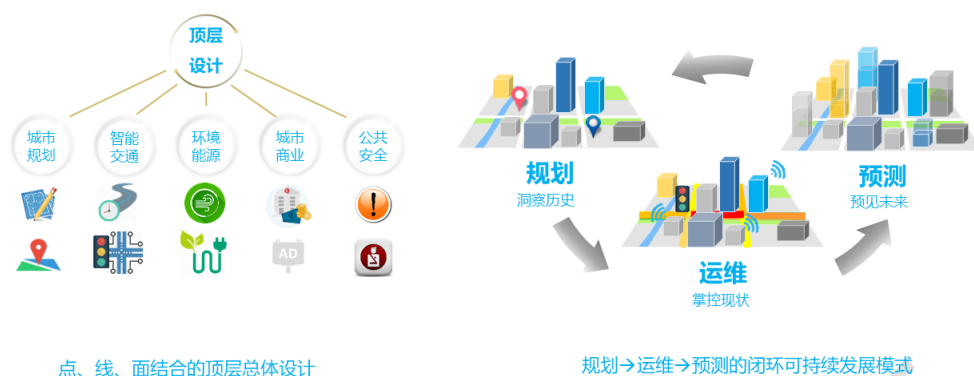 顶层
设计
城市
规划
智能
交通
环境
能源
城市
商业
公共
安全
AD
点、线、面结合的顶层总体设计
规划
洞察历史
预测
预见未来
运维
掌控现状
规划→运维→预测的闭环可持续发展模式